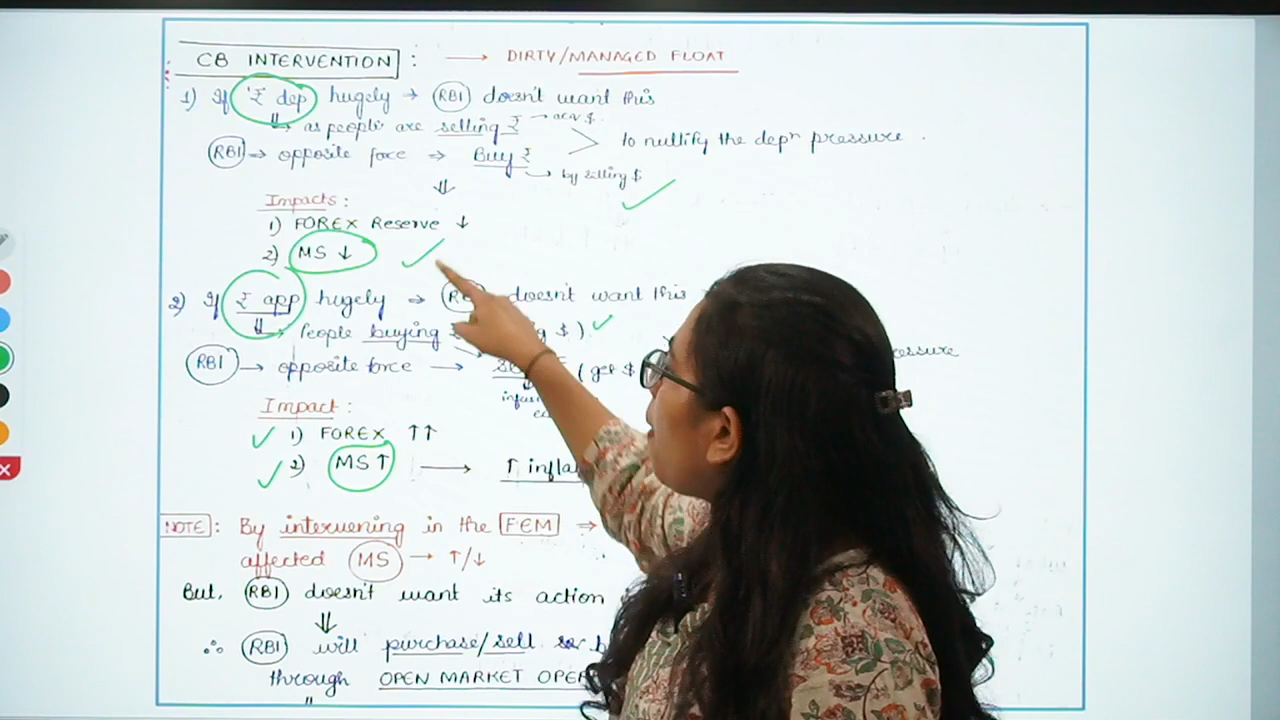 CB INTERVENTION : → DIRTY/MANAGED FLOAT
1) If ₹ dep hugely → RBI doesn't want this
↳ as people are selling ₹
RBI → opposite force ⇒ Buy ₹ to nullify the depn pressure .
→ by selling $
Impacts :
1) FOREX Reserve ↓
2) MS ↓
2) If ₹ app hugely ⇒ doesn't want this
→ People buying $ )
RBI → opposite force → ( get $
Impact :
1) FOREX ↑↑
2) MS ↑ →
NOTE : By intervening in the FEM ⇒
affected MS → ↑/↓
But, RBI doesn't want its action
∴ RBI will purchase/sell
through OPEN MARKET